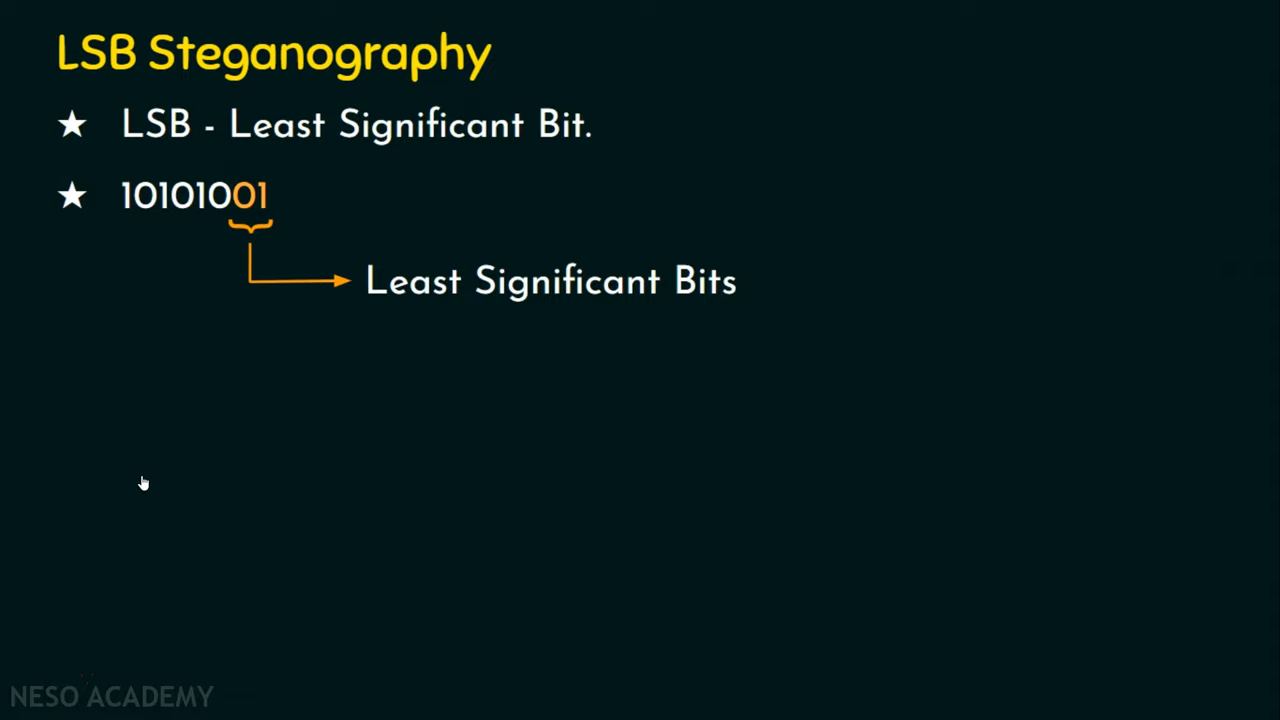 LSB Steganography
★ LSB - Least Significant Bit.
★ 10101001
Least Significant Bits
NESO ACADEMY